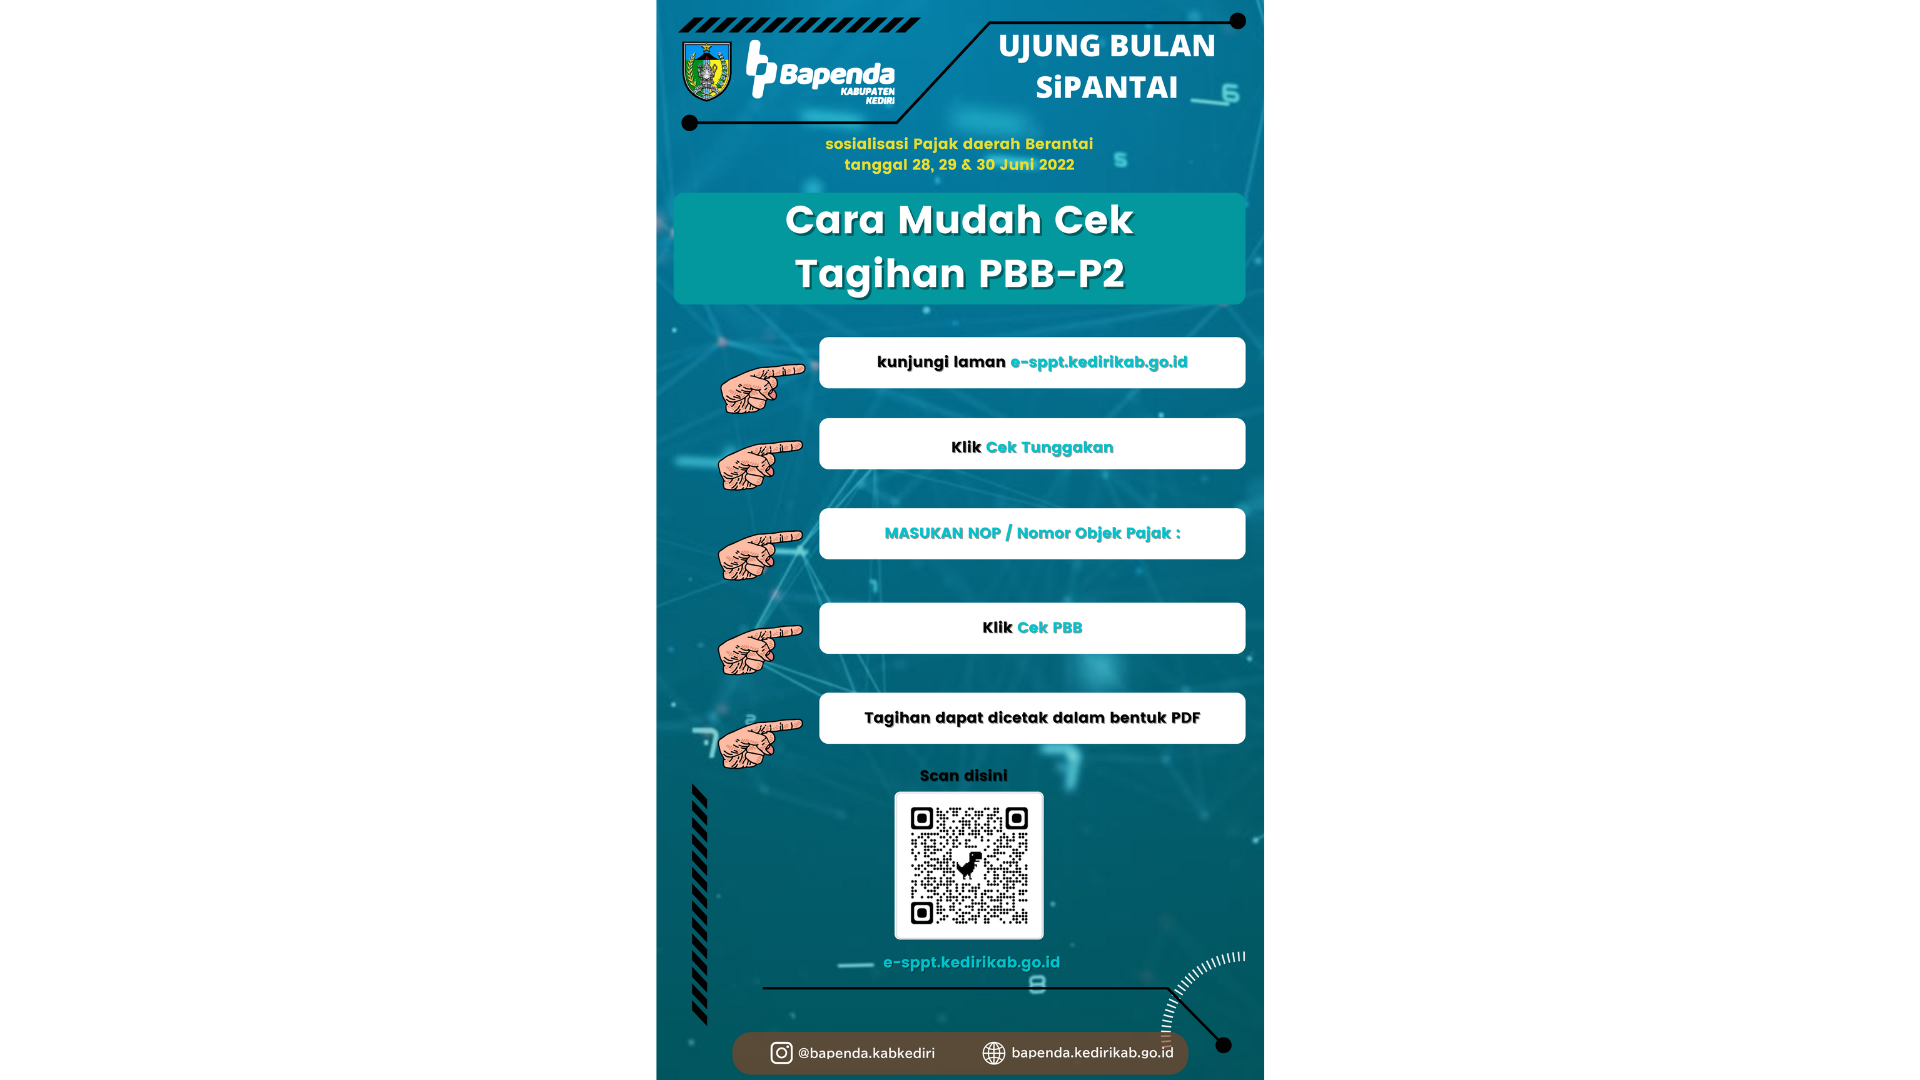 Bapenda
KABUPATEN
KEDIRI
UJUNG BULAN
SiPANTAI
sosialisasi Pajak daerah Berantai
tanggal 28, 29 & 30 Juni 2022
Cara Mudah Cek
Tagihan PBB-P2
kunjungi laman e-sppt.kedirikab.go.id
Klik Cek Tunggakan
MASUKAN NOP / Nomor Objek Pajak :
Klik Cek PBB
Tagihan dapat dicetak dalam bentuk PDF
Scan disini
e-sppt.kedirikab.go.id
@bapenda.kabkediri
bapenda.kedirikab.go.id